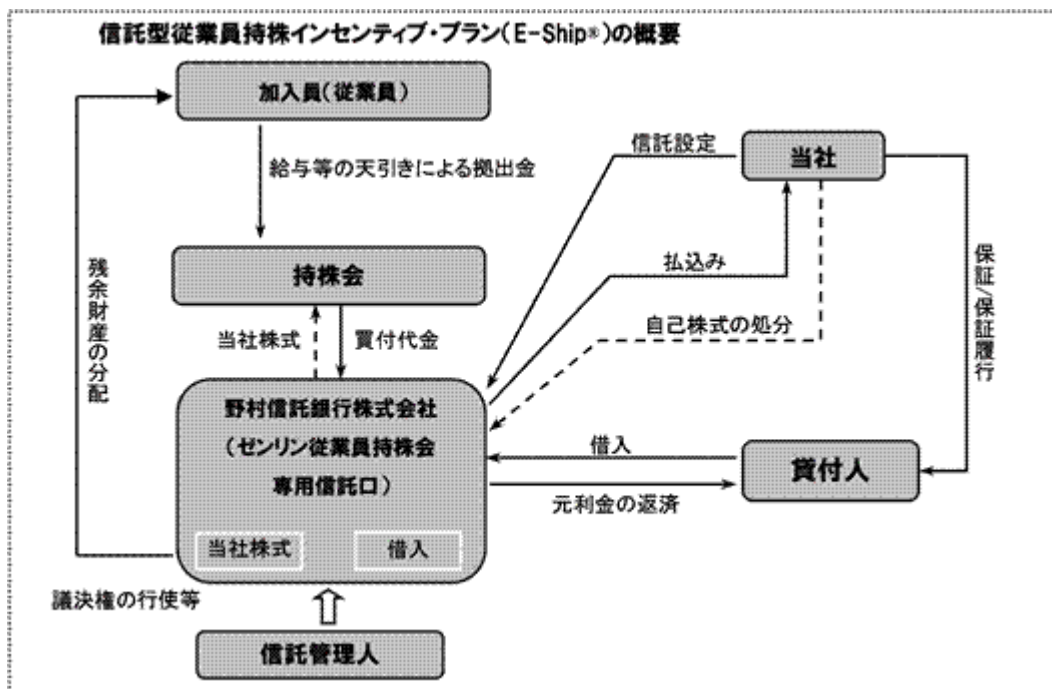 信託型従業員持株インセンティブ・プラン(E-Ship®)の概要
加入員(従業員)
給与等の天引きによる拠出金
信託設定
当社
持株会
払込み
保証/保証履行
残余財産の分配
当社株式
買付代金
自己株式の処分
野村信託銀行株式会社
(ゼンリン従業員持株会
専用信託口)
借入
貸付人
元利金の返済
当社株式
借入
議決権の行使等
信託管理人